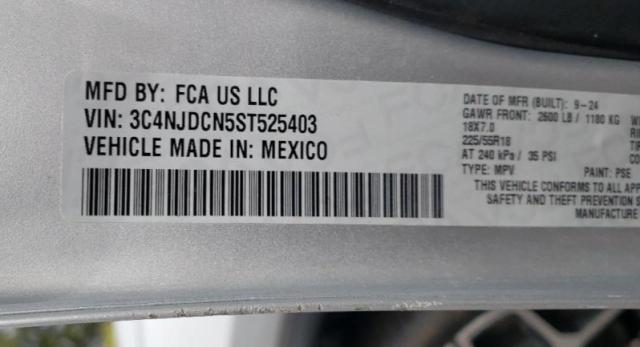 MFD BY: FCA US LLC
VIN: 3C4NJDCN5ST525403
VEHICLE MADE IN: MEXICO
DATE OF MFR (BUILT): 9-24
GAWR FRONT: 2600 LB / 1180 KG
18X7.0
225/55R18
AT 240 kPa / 35 PSI
TYPE: MPV PAINT: PSE
THIS VEHICLE CONFORMS TO
SAFETY AND THEFT PREVENTION S
MANUFACTURE